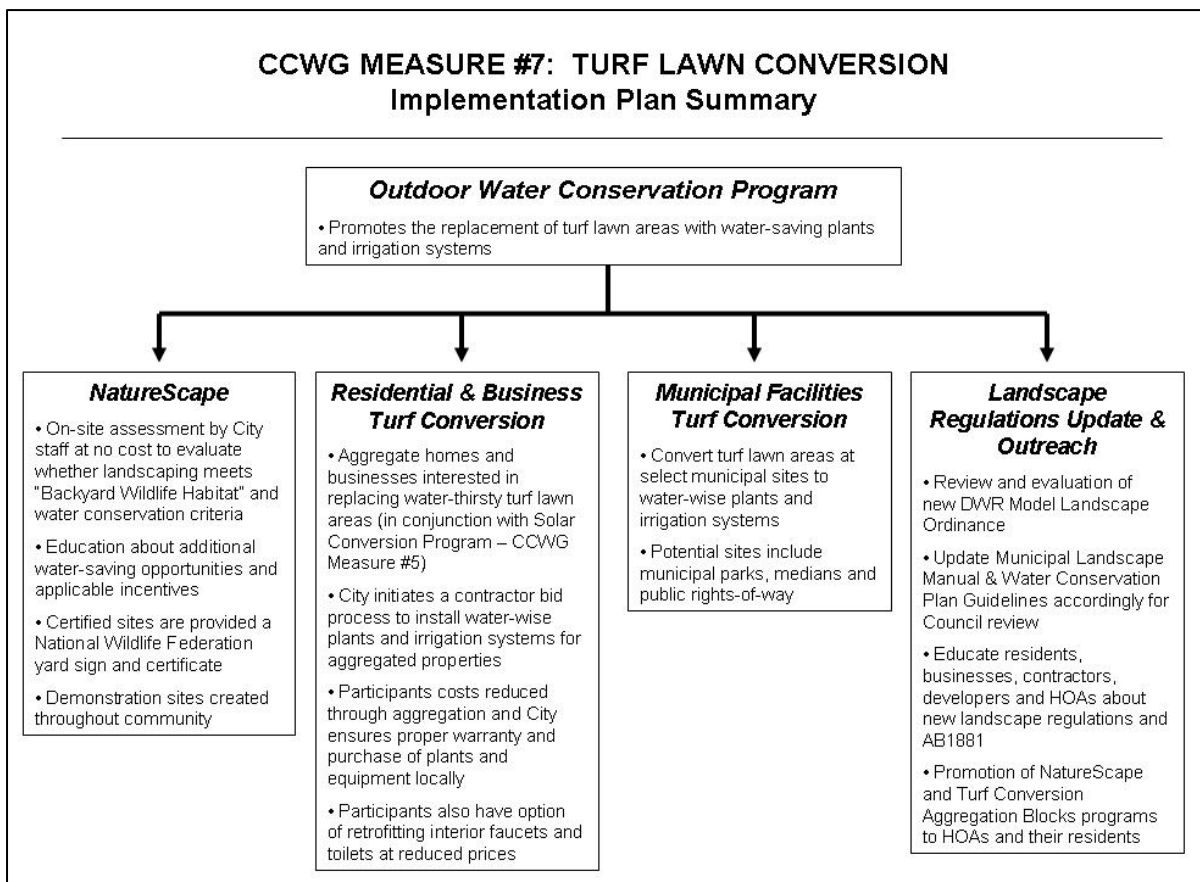 CCWG MEASURE #7: TURF LAWN CONVERSION
Implementation Plan Summary
Outdoor Water Conservation Program
• Promotes the replacement of turf lawn areas with water-saving plants
and irrigation systems
NatureScape
• On-site assessment by City
staff at no cost to evaluate
whether landscaping meets
"Backyard Wildlife Habitat" and
water conservation criteria
• Education about additional
water-saving opportunities and
applicable incentives
• Certified sites are provided a
National Wildlife Federation
yard sign and certificate
• Demonstration sites created
throughout community
Residential & Business
Turf Conversion
• Aggregate homes and
businesses interested in
replacing water-thirsty turf lawn
areas (in conjunction with Solar
Conversion Program – CCWG
Measure #5)
• City initiates a contractor bid
process to install water-wise
plants and irrigation systems for
aggregated properties
• Participants costs reduced
through aggregation and City
ensures proper warranty and
purchase of plants and
equipment locally
• Participants also have option
of retrofitting interior faucets and
toilets at reduced prices
Municipal Facilities
Turf Conversion
• Convert turf lawn areas at
select municipal sites to
water-wise plants and
irrigation systems
• Potential sites include
municipal parks, medians and
public rights-of-way
Landscape
Regulations Update &
Outreach
• Review and evaluation of
new DWR Model Landscape
Ordinance
• Update Municipal Landscape
Manual & Water Conservation
Plan Guidelines accordingly for
Council review
• Educate residents,
businesses, contractors,
developers and HOAs about
new landscape regulations and
AB1881
• Promotion of NatureScape
and Turf Conversion
Aggregation Blocks programs
to HOAs and their residents